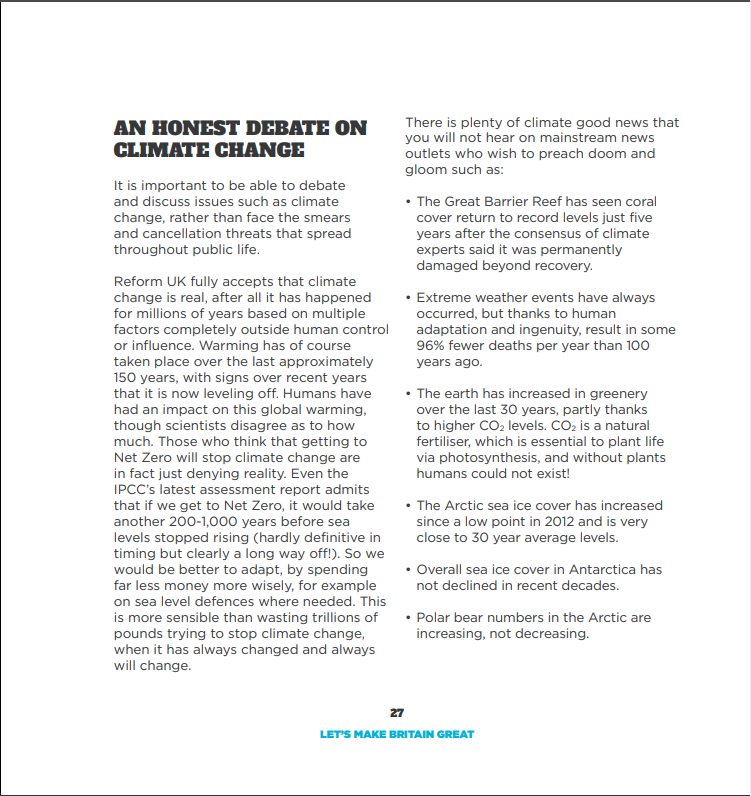 AN HONEST DEBATE ON
CLIMATE CHANGE
It is important to be able to debate
and discuss issues such as climate
change, rather than face the smears
and cancellation threats that spread
throughout public life.
Reform UK fully accepts that climate
change is real, after all it has happened
for millions of years based on multiple
factors completely outside human control
or influence. Warming has of course
taken place over the last approximately
150 years, with signs over recent years
that it is now leveling off. Humans have
had an impact on this global warming,
though scientists disagree as to how
much. Those who think that getting to
Net Zero will stop climate change are
in fact just denying reality. Even the
IPCC’s latest assessment report admits
that if we get to Net Zero, it would take
another 200-1,000 years before sea
levels stopped rising (hardly definitive in
timing but clearly a long way off!). So we
would be better to adapt, by spending
far less money more wisely, for example
on sea level defences where needed. This
is more sensible than wasting trillions of
pounds trying to stop climate change,
when it has always changed and always
will change.
There is plenty of climate good news that
you will not hear on mainstream news
outlets who wish to preach doom and
gloom such as:
• The Great Barrier Reef has seen coral
cover return to record levels just five
years after the consensus of climate
experts said it was permanently
damaged beyond recovery.
• Extreme weather events have always
occurred, but thanks to human
adaptation and ingenuity, result in some
96% fewer deaths per year than 100
years ago.
• The earth has increased in greenery
over the last 30 years, partly thanks
to higher CO₂ levels. CO₂ is a natural
fertiliser, which is essential to plant life
via photosynthesis, and without plants
humans could not exist!
• The Arctic sea ice cover has increased
since a low point in 2012 and is very
close to 30 year average levels.
• Overall sea ice cover in Antarctica has
not declined in recent decades.
• Polar bear numbers in the Arctic are
increasing, not decreasing.
27
LET’S MAKE BRITAIN GREAT